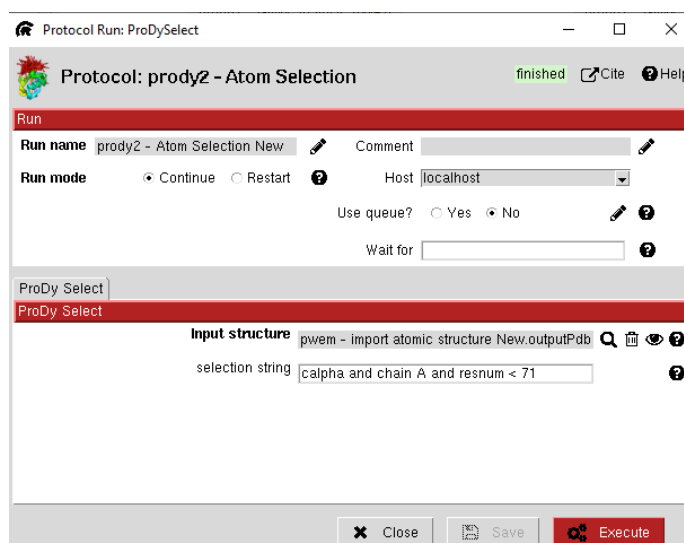 Protocol Run: ProDySelect
Protocol: prody2 - Atom Selection finished Cite Help
Run
Run name prody2 - Atom Selection New Comment
Run mode Continue Restart Host localhost
Use queue? Yes No
Wait for
ProDy Select
ProDy Select
Input structure pwem - import atomic structure New.outputPdb
selection string calpha and chain A and resnum < 71
Close Save Execute